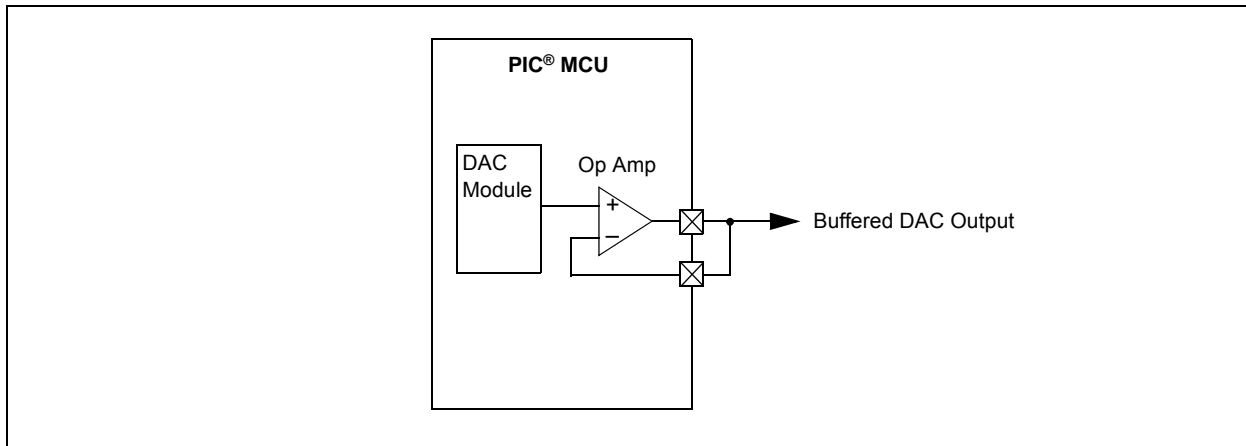 PIC® MCU
DAC
Module
Op Amp
+
−
Buffered DAC Output